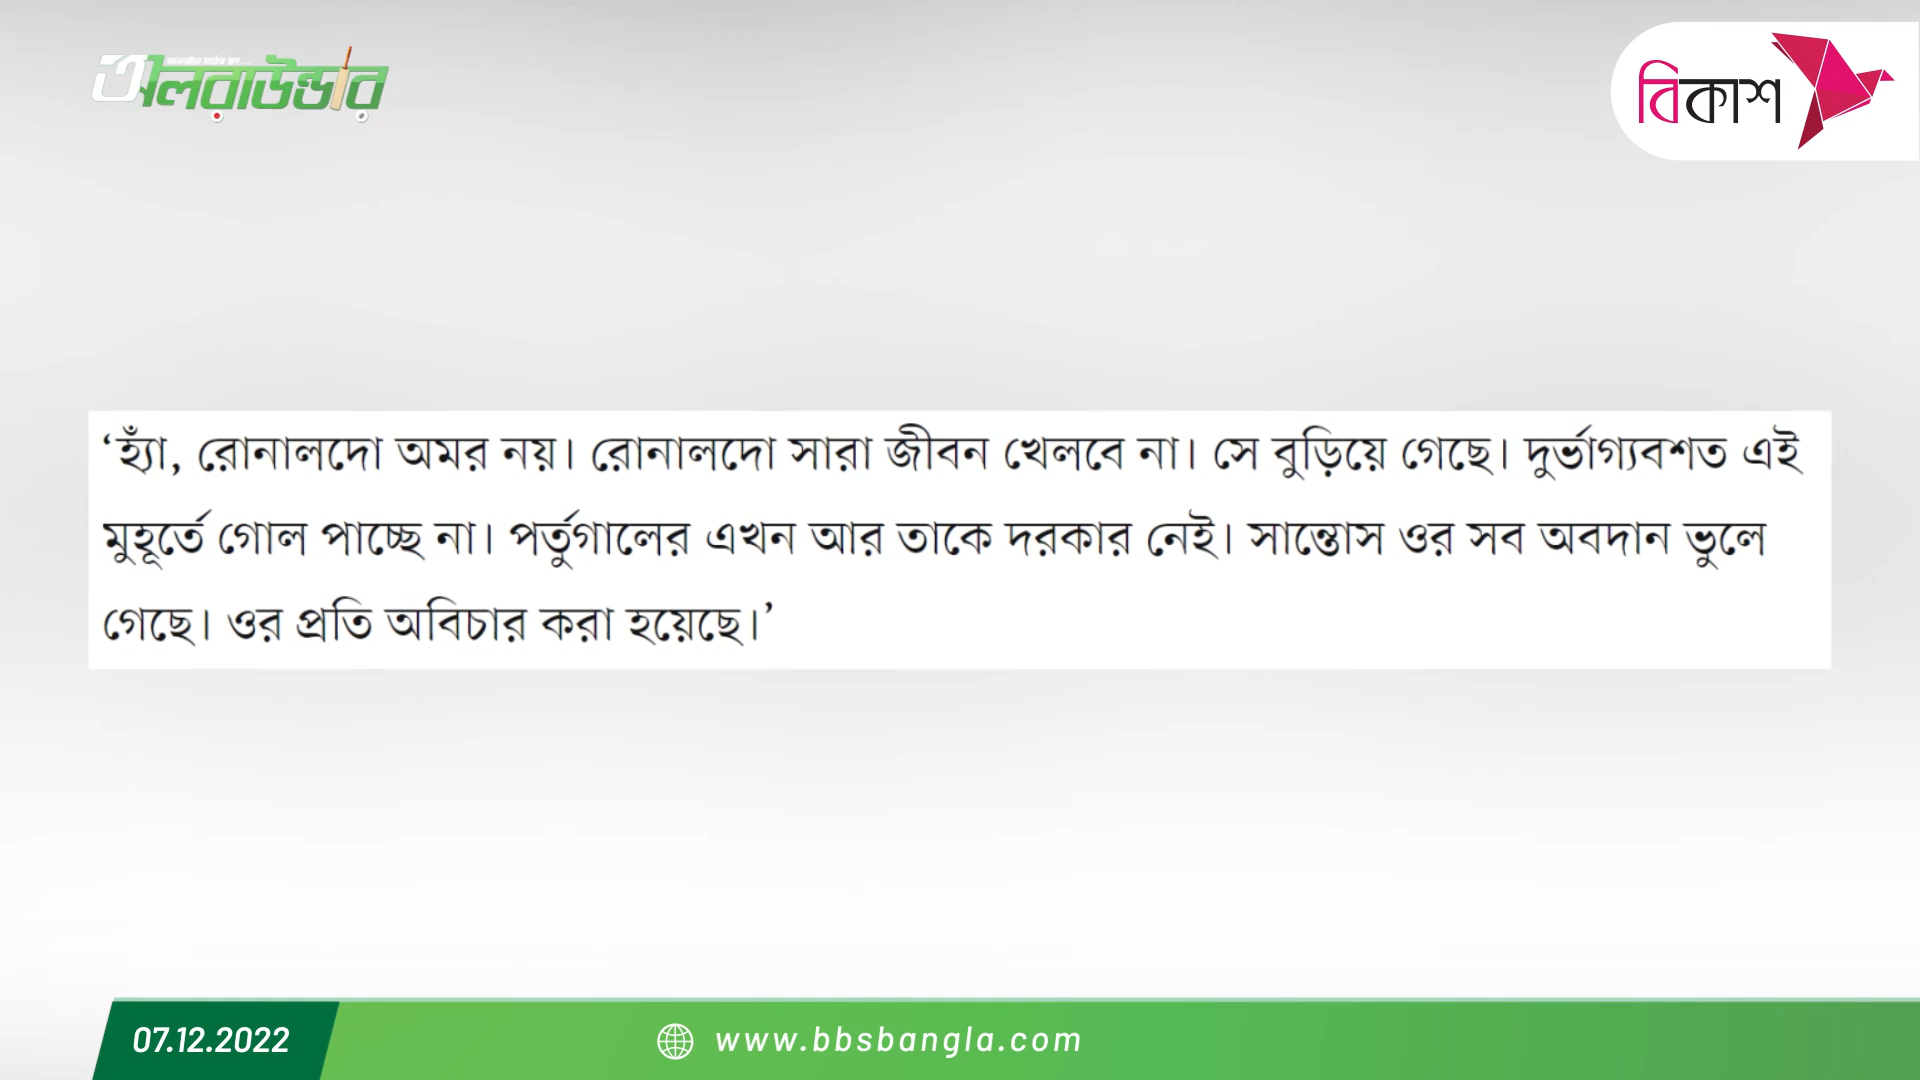 অলরাউন্ডার
বিকাশ
‘হ্যাঁ, রোনালদো অমর নয়। রোনালদো সারা জীবন খেলবে না। সে বুড়িয়ে গেছে। দুর্ভাগ্যবশত এই
মুহূর্তে গোল পাচ্ছে না। পর্তুগালের এখন আর তাকে দরকার নেই। সান্তোস ওর সব অবদান ভুলে
গেছে। ওর প্রতি অবিচার করা হয়েছে।’
07.12.2022
www.bbsbangla.com